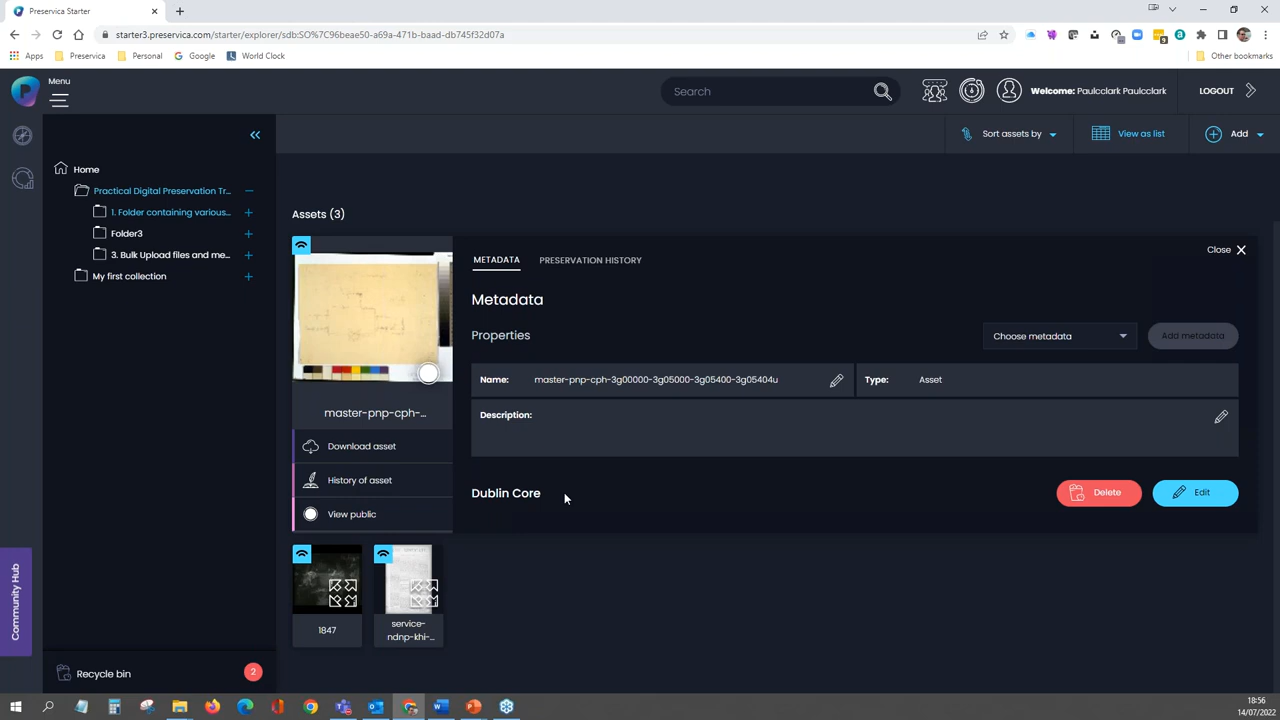 Preservica Starter
starter3.preservica.com/starter/explorer/sdb:SO%7C96beae50-a69a-471b-baad-db745f32d07a
Apps
Preservica
Personal
Google
World Clock
Other bookmarks
Menu
Search
Welcome: Paulcclark Paulcclark
LOGOUT
Sort assets by
View as list
Add
Home
Practical Digital Preservation Tr...
1. Folder containing various...
Folder3
3. Bulk Upload files and me...
My first collection
Assets (3)
METADATA
PRESERVATION HISTORY
Close
Metadata
Properties
Choose metadata
Add metadata
Name:
master-pnp-cph-3g00000-3g05000-3g05400-3g05404u
Type:
Asset
Description:
master-pnp-cph-...
Download asset
History of asset
View public
Dublin Core
Delete
Edit
1847
service-
ndnp-khi-...
Community Hub
Recycle bin
2
18:56
14/07/2022